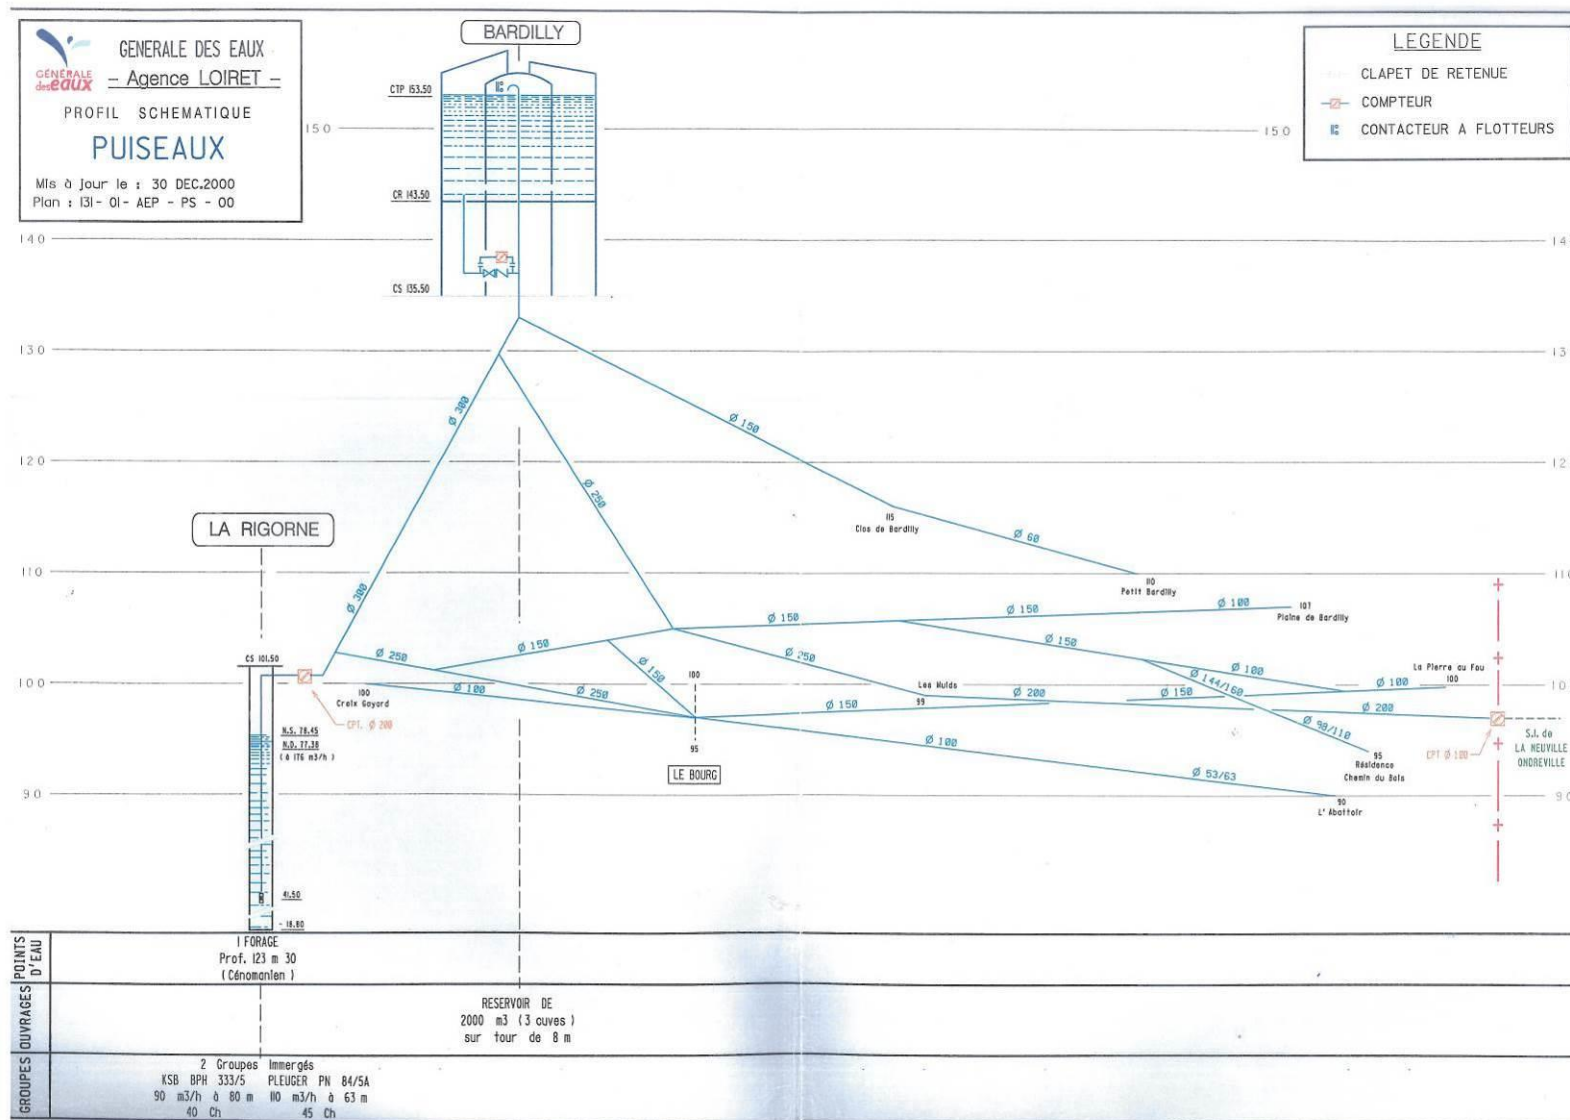 GÉNÉRALE
des eaux
GENERALE DES EAUX
- Agence LOIRET -
PROFIL SCHEMATIQUE
PUISEAUX
Mis à jour le : 30 DEC.2000
Plan : 131- 01- AEP - PS - 00
BARDILLY
LEGENDE
CLAPET DE RETENUE
COMPTEUR
CONTACTEUR A FLOTTEURS
CTP 153.50
150
150
CR 143.50
140
14
CS 135.50
130
13
Ø 300
Ø 150
120
12
Ø 250
LA RIGORNE
115
Clos de Bardilly
Ø 60
110
110
110
Petit Bardilly
Ø 300
Ø 150
Ø 150
Ø 100
107
Plaine de Bardilly
CS 101.50
Ø 250
Ø 150
Ø 150
Ø 250
Ø 150
Ø 100
La Pierre au Fou
100
100
10
100
Croix Gayard
Ø 100
Ø 250
100
Les Muids
99
Ø 200
Ø 150
Ø 144/160
Ø 100
CPT. Ø 200
Ø 150
Ø 200
N.S. 78.45
N.D. 77.38
( à 176 m3/h )
95
LE BOURG
Ø 100
Ø 98/110
95
Résidence
Chemin du Bois
CPT Ø 100
S.I. de
LA NEUVILLE
ONDREVILLE
Ø 53/63
90
90
L' Abattoir
9 0
41.50
- 18.80
POINTS
D'EAU
1 FORAGE
Prof. 123 m 30
( Cénomanien )
OUVRAGES
RESERVOIR DE
2000 m3 ( 3 cuves )
sur tour de 8 m
GROUPES
2 Groupes Immergés
KSB BPH 333/5 PLEUGER PN 84/5A
90 m3/h à 80 m 110 m3/h à 63 m
40 Ch 45 Ch